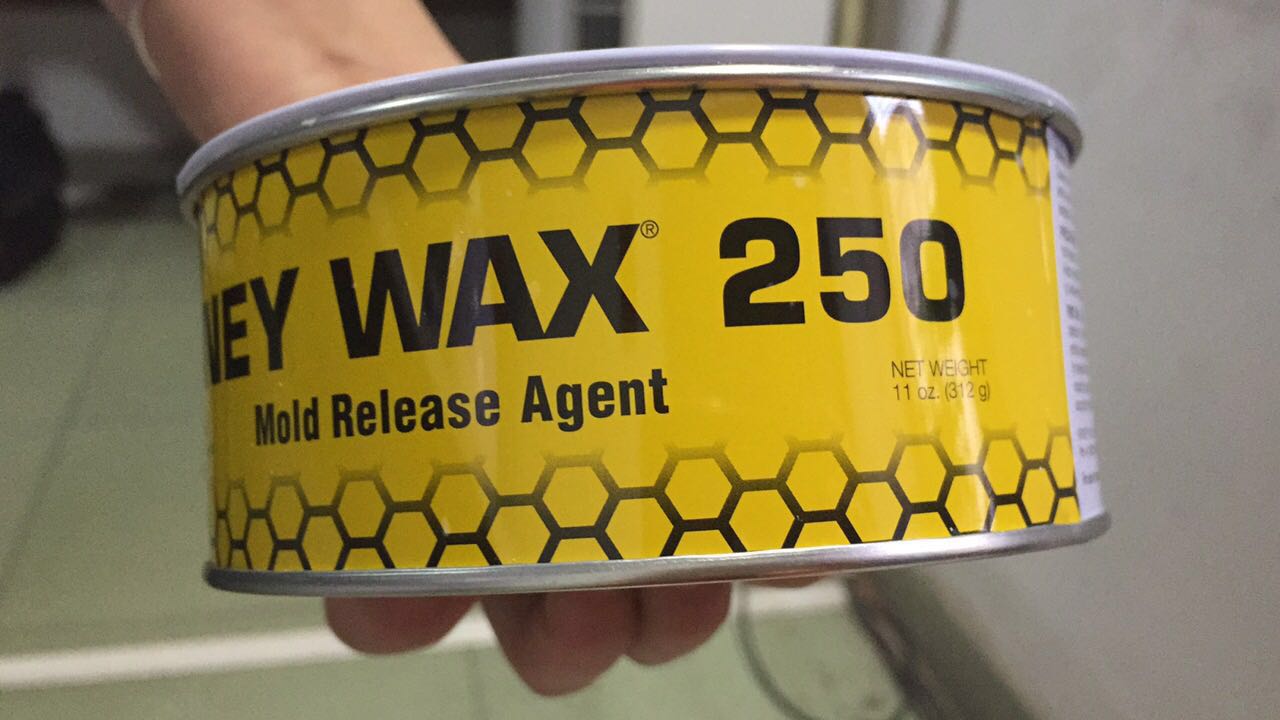 NEY WAX® 250
Mold Release Agent
NET WEIGHT
11 oz. (312 g)